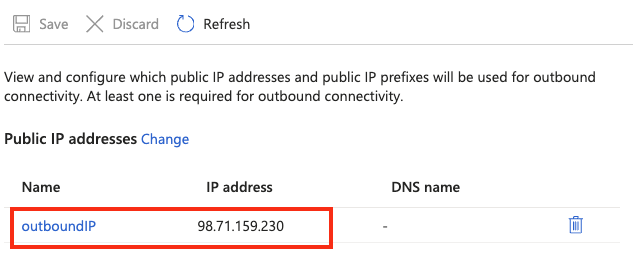 Save Discard Refresh
View and configure which public IP addresses and public IP prefixes will be used for outbound
connectivity. At least one is required for outbound connectivity.
Public IP addresses Change
Name IP address DNS name
outboundIP 98.71.159.230 -